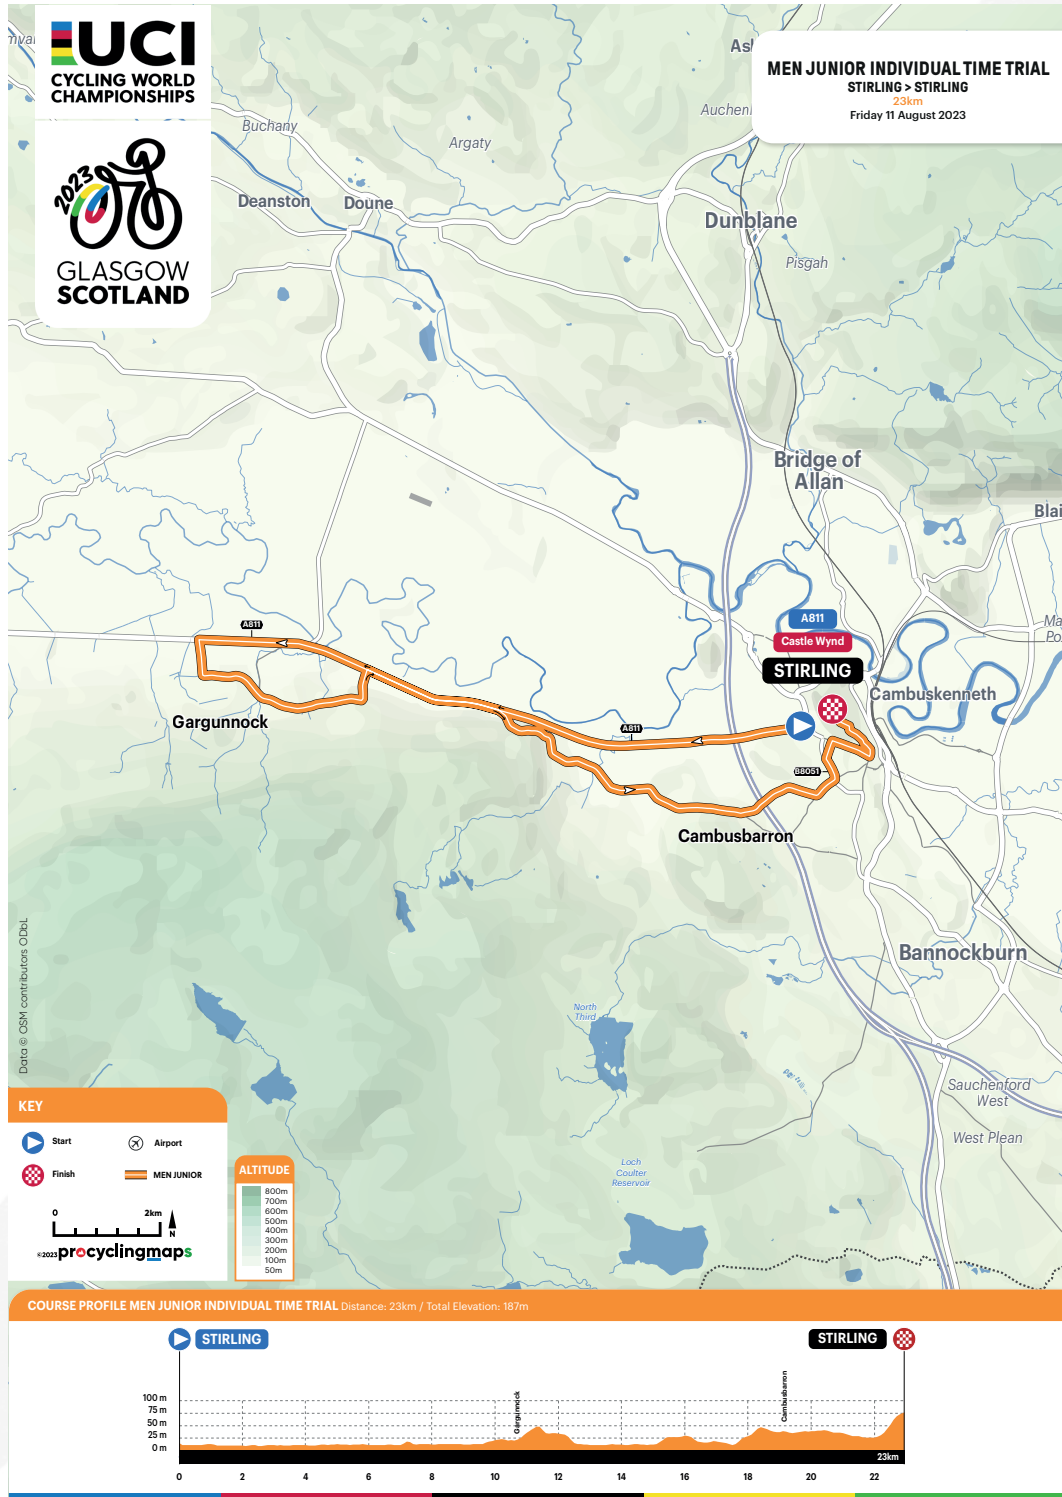 UCI
CYCLING WORLD
CHAMPIONSHIPS
2023
GLASGOW
SCOTLAND
MEN JUNIOR INDIVIDUAL TIME TRIAL
STIRLING > STIRLING
23km
Friday 11 August 2023
Buchany
Argaty
Deanston
Doune
Dunblane
Pisgah
Bridge of
Allan
A811
Castle Wynd
STIRLING
Cambuskenneth
A811
Gargunnock
A811
B8051
Cambusbarron
Bannockburn
North
Third
Sauchenford
West
West Plean
Loch
Coulter
Reservoir
Data © OSM contributors ODbL
KEY
Start
Airport
Finish
MEN JUNIOR
0
2km
N
©2023 procyclingmaps
ALTITUDE
800m
700m
600m
500m
400m
300m
200m
100m
50m
COURSE PROFILE MEN JUNIOR INDIVIDUAL TIME TRIAL Distance: 23km / Total Elevation: 187m
STIRLING
STIRLING
Gargunnock
Cambusbarron
100 m
75 m
50 m
25 m
0 m
23km
0 2 4 6 8 10 12 14 16 18 20 22